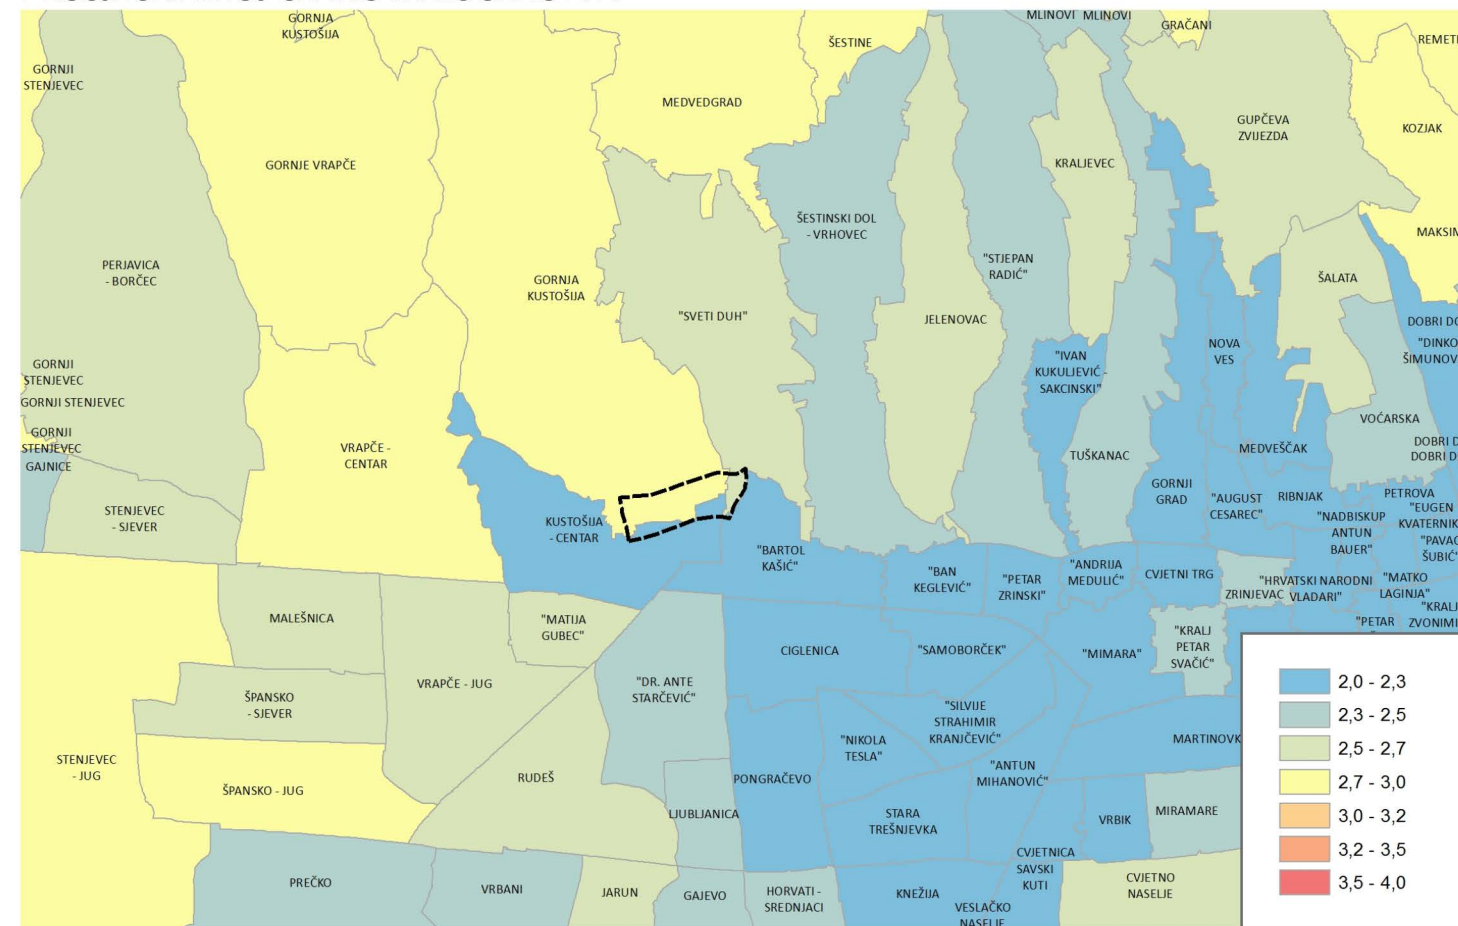 MLINOVI MLINOVI
GORNJA
KUSTOŠIJA
GRAČANI
ŠESTINE
REMETI
GORNJI
STENJEVEC
MEDVEDGRAD
GUPČEVA
ZVIJEZDA
KOZJAK
GORNJE VRAPČE
KRALJEVEC
ŠESTINSKI DOL
- VRHOVEC
MAKSIM
PERJAVICA
- BORČEC
"STJEPAN
RADIĆ"
GORNJA
KUSTOŠIJA
ŠALATA
"SVETI DUH"
JELENOVAC
DOBRI DO
"DINKO
ŠIMUNOV
NOVA
VES
"IVAN
KUKULJEVIĆ -
SAKCINSKI"
GORNJI
STENJEVEC
GORNJI STENJEVEC
VOĆARSKA
GORNJI
STENJEVEC
GAJNICE
VRAPČE -
CENTAR
MEDVEŠČAK
DOBRI D
DOBRI D
TUŠKANAC
GORNJI
GRAD
"AUGUST
CESAREC"
RIBNJAK
PETROVA
"EUGEN
KVATERNIK
STENJEVEC
- SJEVER
"NADBISKUP
ANTUN
BAUER"
KUSTOŠIJA
- CENTAR
"PAVAO
ŠUBIĆ"
"BARTOL
KAŠIĆ"
"BAN
KEGLEVIĆ"
"PETAR
ZRINSKI"
"ANDRIJA
MEDULIĆ"
CVJETNI TRG
ZRINJEVAC
"HRVATSKI NARODNI
VLADARI"
"MATKO
LAGINJA"
"KRALJ
ZVONIMI
"PETAR
MALEŠNICA
"MATIJA
GUBEC"
"KRALJ
PETAR
SVAČIĆ"
CIGLENICA
"SAMOBORČEK"
"MIMARA"
VRAPČE - JUG
"DR. ANTE
STARČEVIĆ"
ŠPANSKO
- SJEVER
"SILVIJE
STRAHIMIR
KRANJČEVIĆ"
"NIKOLA
TESLA"
MARTINOVK
STENJEVEC
- JUG
RUDEŠ
PONGRAČEVO
"ANTUN
MIHANOVIĆ"
ŠPANSKO - JUG
LJUBLJANICA
STARA
TREŠNJEVKA
VRBIK
MIRAMARE
CVJETNICA
SAVSKI
KUTI
PREČKO
VRBANI
JARUN
GAJEVO
HORVATI -
SREDNJACI
KNEŽIJA
VESLAČKO
NASELJE
CVJETNO
NASELJE
2,0 - 2,3
2,3 - 2,5
2,5 - 2,7
2,7 - 3,0
3,0 - 3,2
3,2 - 3,5
3,5 - 4,0